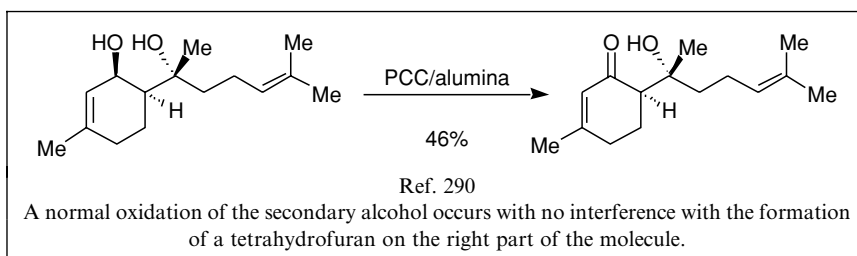 HO HO Me Me
H
Me
Me
PCC/alumina
46%
O HO Me Me
H
Me
Me
Ref. 290
A normal oxidation of the secondary alcohol occurs with no interference with the formation
of a tetrahydrofuran on the right part of the molecule.